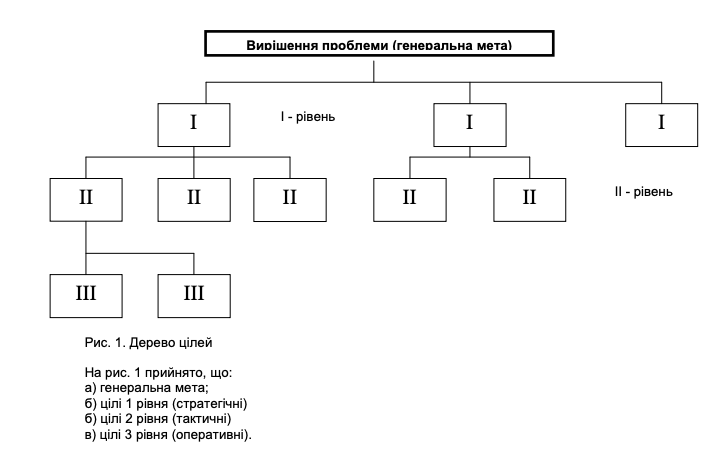 Вирішення проблеми (генеральна мета)
I І - рівень I I
II II II II II ІІ - рівень
III III
Рис. 1. Дерево цілей
На рис. 1 прийнято, що:
а) генеральна мета;
б) цілі 1 рівня (стратегічні)
б) цілі 2 рівня (тактичні)
в) цілі 3 рівня (оперативні).